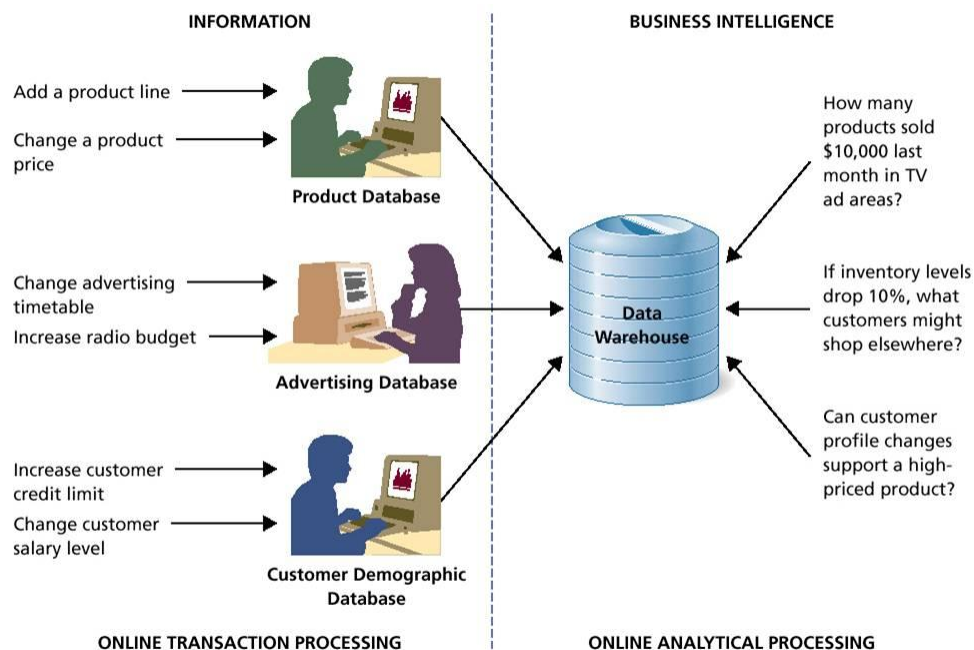 INFORMATION
BUSINESS INTELLIGENCE
Add a product line
Change a product
price
Product Database
Change advertising
timetable
Increase radio budget
Advertising Database
Increase customer
credit limit
Change customer
salary level
Customer Demographic
Database
Data
Warehouse
How many
products sold
$10,000 last
month in TV
ad areas?
If inventory levels
drop 10%, what
customers might
shop elsewhere?
Can customer
profile changes
support a high-
priced product?
ONLINE TRANSACTION PROCESSING
ONLINE ANALYTICAL PROCESSING